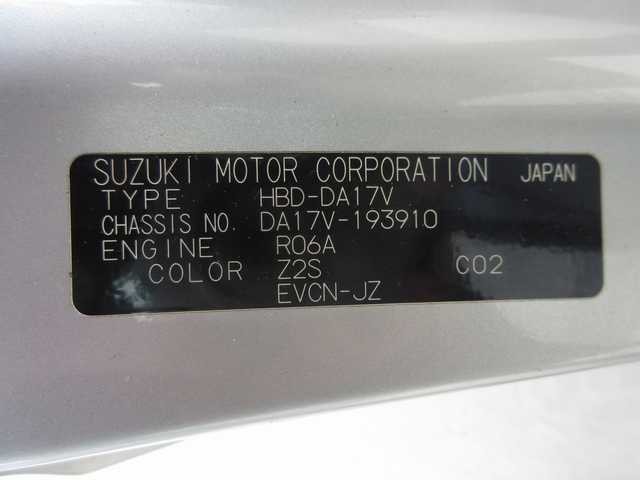 SUZUKI MOTOR CORPORATION JAPAN
TYPE HBD-DA17V
CHASSIS NO. DA17V-193910
ENGINE R06A
COLOR Z2S C02
EVCN-JZ